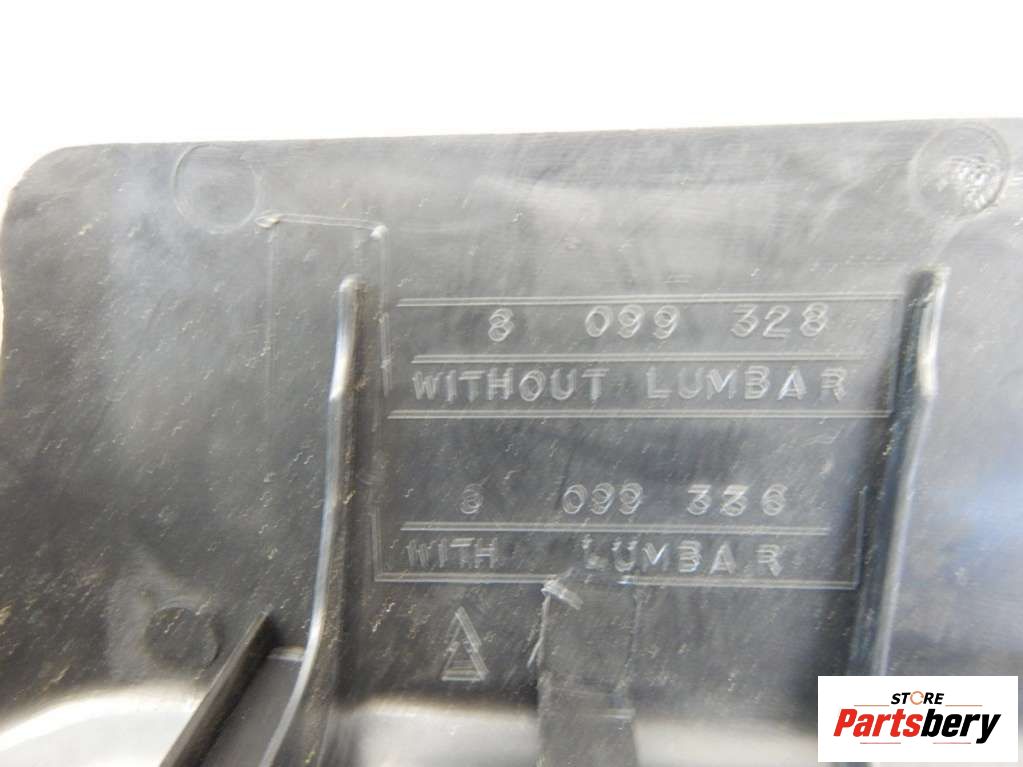 8 099 328
WITHOUT LUMBAR
8 099 336
WITH LUMBAR
STORE
Partsbery